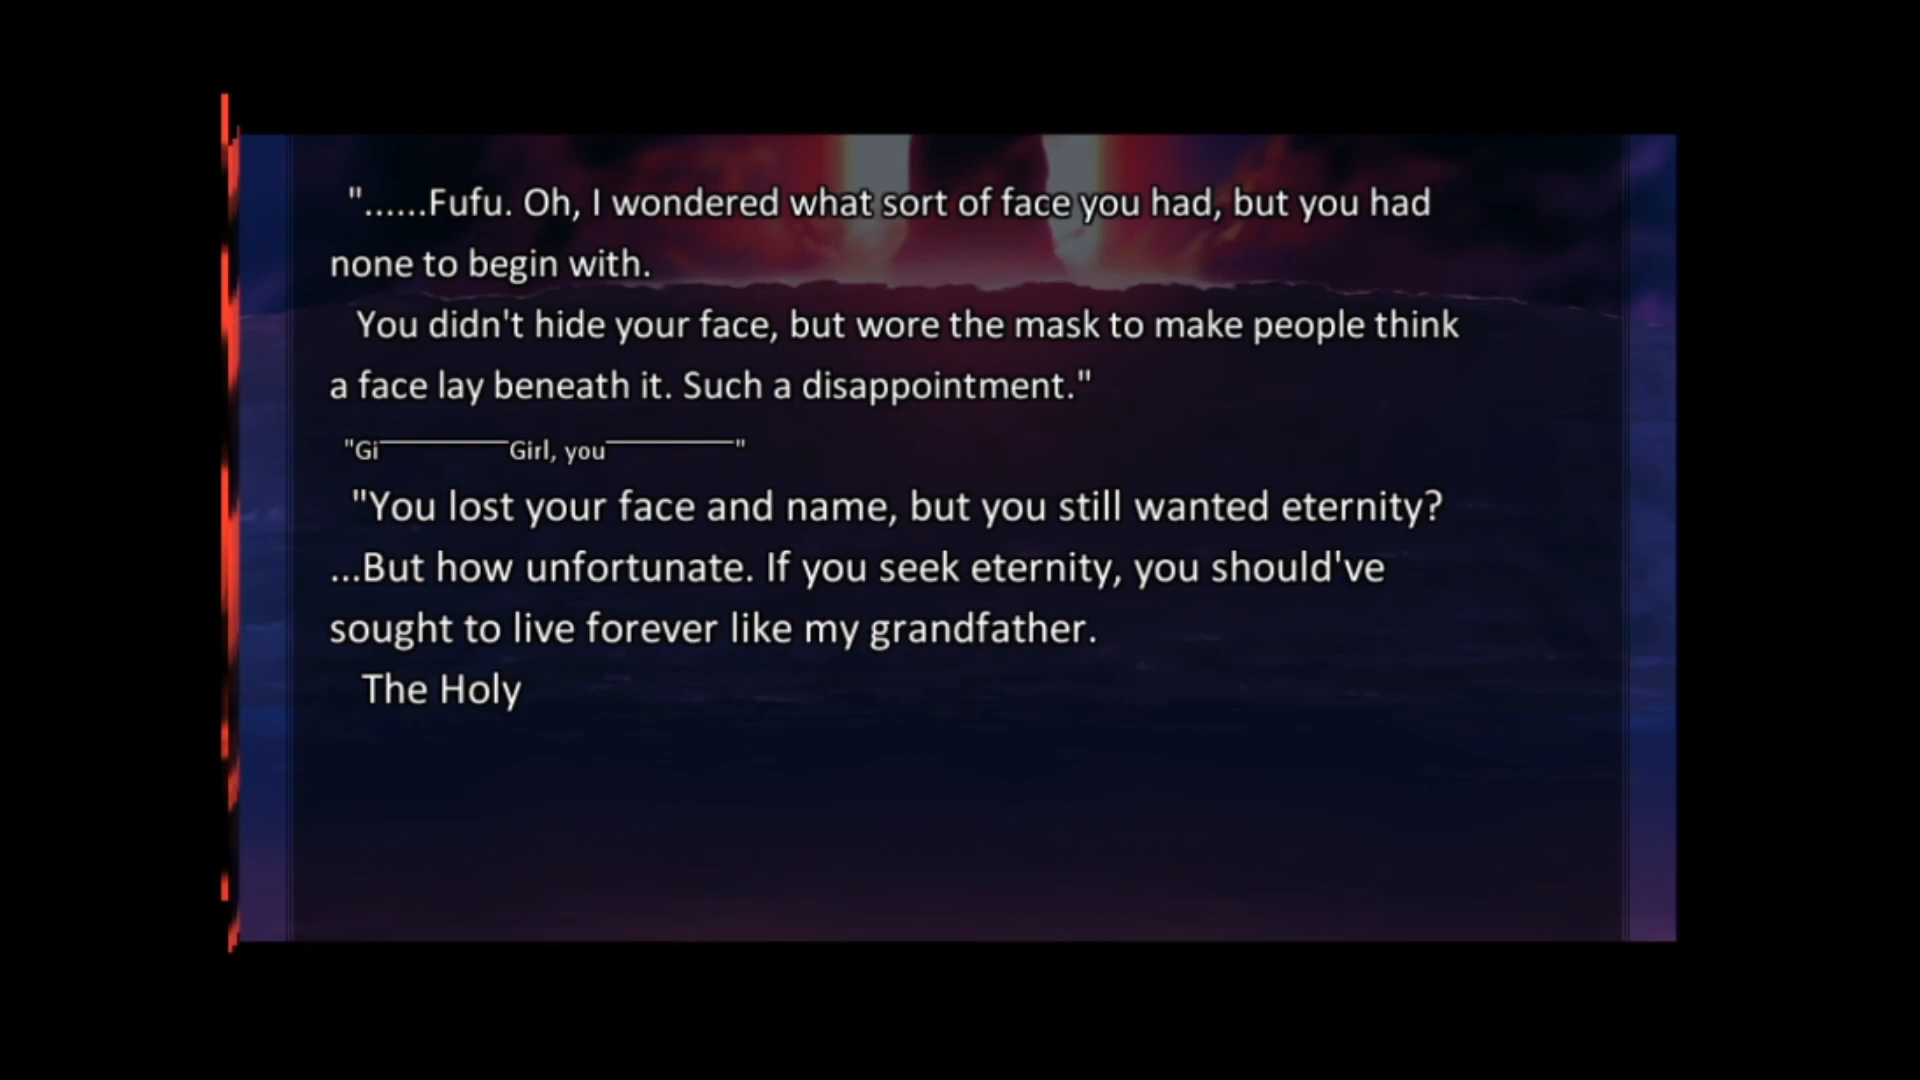 "......Fufu. Oh, I wondered what sort of face you had, but you had
none to begin with.
You didn't hide your face, but wore the mask to make people think
a face lay beneath it. Such a disappointment."
"Gi――――Girl, you――――"
"You lost your face and name, but you still wanted eternity?
...But how unfortunate. If you seek eternity, you should've
sought to live forever like my grandfather.
The Holy